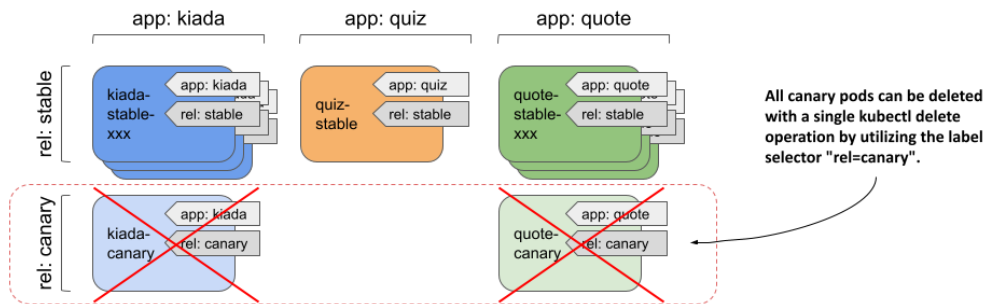 app: kiada
app: quiz
app: quote
rel: stable
kiada-
stable-
xxx
app: kiada
rel: stable
quiz-
stable
app: quiz
rel: stable
quote-
stable-
xxx
app: quote
rel: stable
All canary pods can be deleted
with a single kubectl delete
operation by utilizing the label
selector "rel=canary".
rel: canary
kiada-
canary
app: kiada
rel: canary
quote-
canary
app: quote
rel: canary